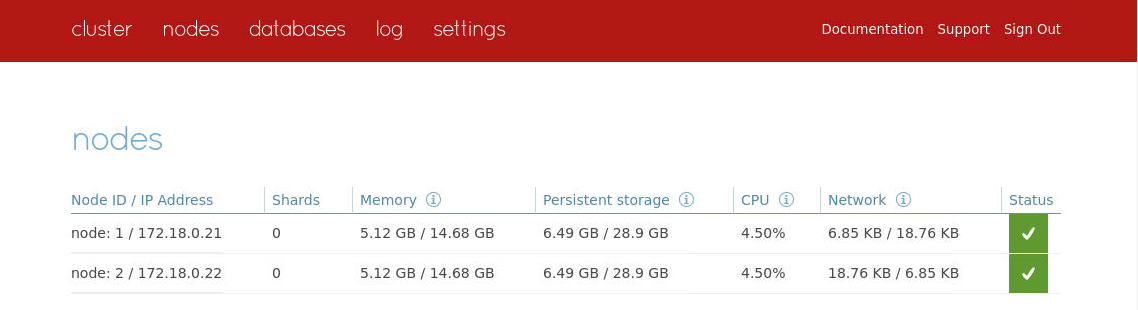 cluster nodes databases log settings Documentation Support Sign Out
nodes
Node ID / IP Address Shards Memory Persistent storage CPU Network Status
node: 1 / 172.18.0.21 0 5.12 GB / 14.68 GB 6.49 GB / 28.9 GB 4.50% 6.85 KB / 18.76 KB
node: 2 / 172.18.0.22 0 5.12 GB / 14.68 GB 6.49 GB / 28.9 GB 4.50% 18.76 KB / 6.85 KB